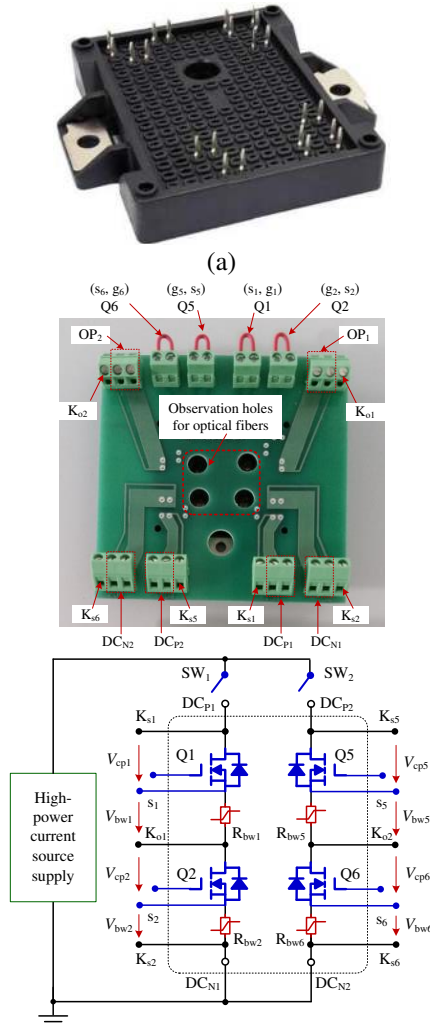 (a)
(s6, g6) (g5, s5) (s1, g1) (g2, s2)
Q6 Q5 Q1 Q2
OP2 OP1
Ko2 Ko1
Observation holes
for optical fibers
Ks6 Ks5 Ks1 Ks2
DCN2 DCP2 DCP1 DCN1
SW1 SW2
DCP1 DCP2
Ks1 Ks5
Vcp1 Q1 Q5 Vcp5
s1 s5
Vbw1 Rbw1 Rbw5 Vbw5
Ko1 Ko2
High-
power
current
source
supply
Vcp2 Q2 Q6 Vcp6
s2 s6
Vbw2 Rbw2 Rbw6 Vbw6
Ks2 Ks6
DCN1 DCN2